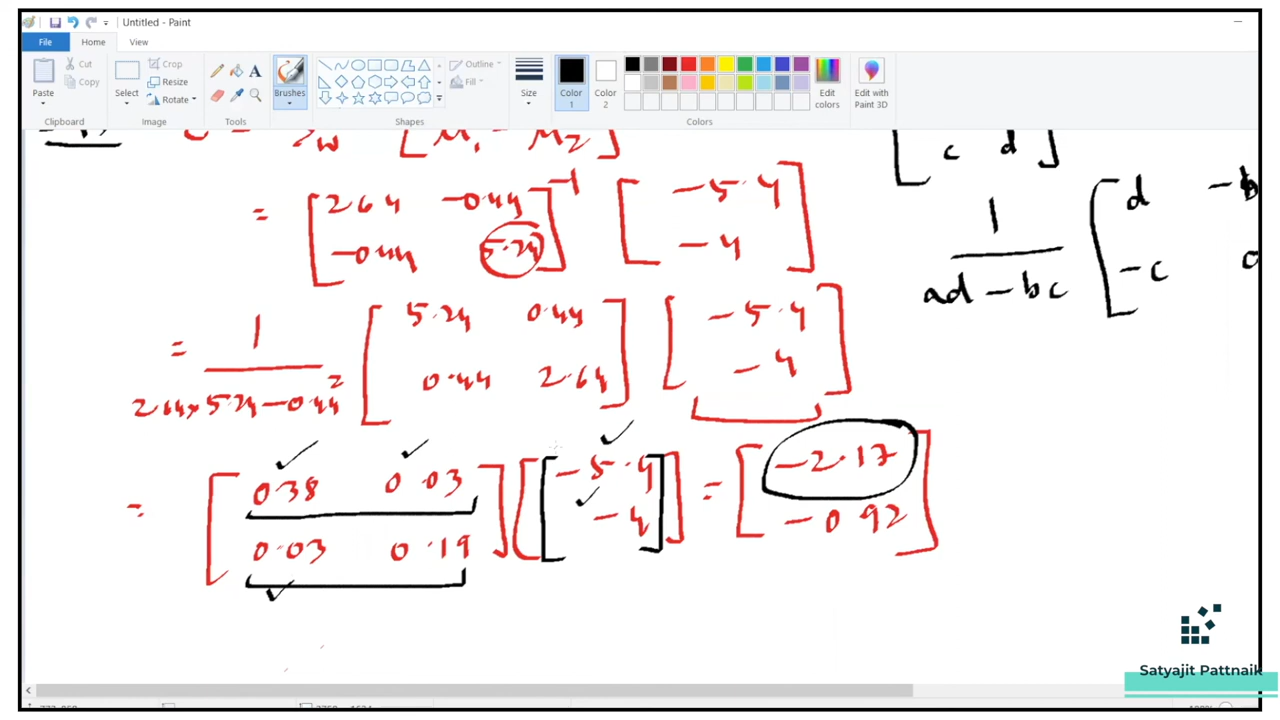 Untitled - Paint
File Home View
Paste Cut Copy Select Crop Resize Rotate Brushes Outline Fill Size Color 1 Color 2 Edit colors Edit with Paint 3D
Clipboard Image Tools Shapes Colors
[μ₁ - μ₂]
c d
= [2.64 -0.44
-0.44 5.24]⁻¹ [-5.4
-4]
1/(ad - bc) [d -b
-c
= 1/(2.64×5.24-0.44²) [5.24 0.44
0.44 2.64] [-5.4
-4]
= [0.38 0.03
0.03 0.19] [-5.4
-4] = [-2.17
-0.92]
Satyajit Pattnaik